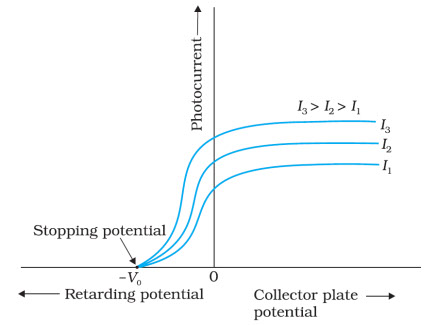 Photocurrent
I₃ > I₂ > I₁
I₃
I₂
I₁
Stopping potential
–V₀
0
Retarding potential
Collector plate
potential